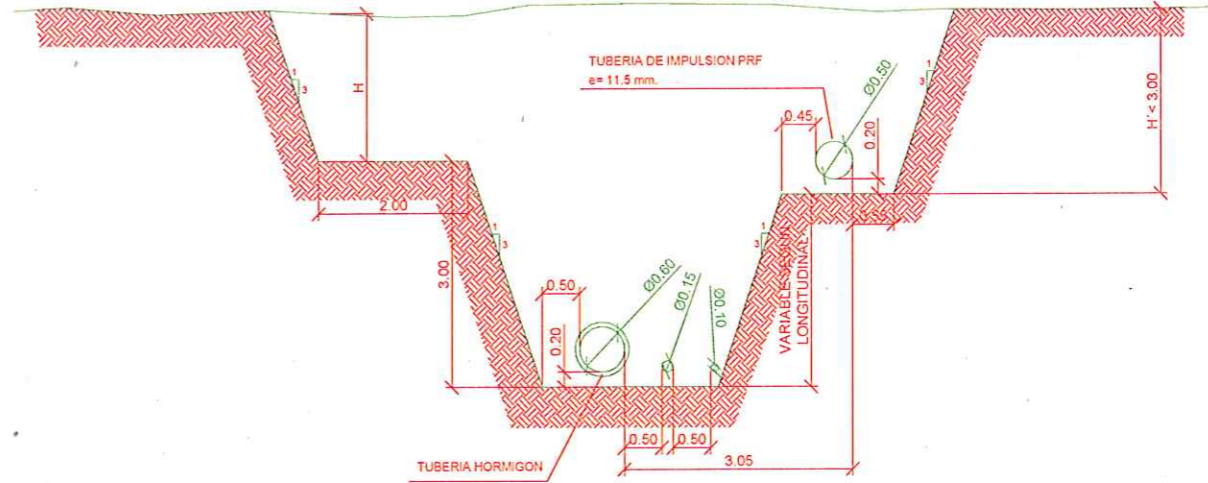 TUBERIA DE IMPULSION PRF
e= 11.5 mm.
Ø0.50
1
3
H
0.45
0.20
1
3
H' < 3.00
2.00
0.55
1
3
3.00
0.50
Ø0.60
Ø0.15
Ø0.10
0.20
1
3
VARIABLE SEGUN
LONGITUDINAL
0.50
0.50
3.05
TUBERIA HORMIGON